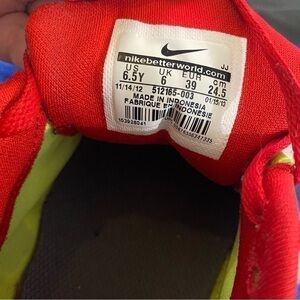 JJ
nikebetterworld.com
US UK EUR cm
6.5Y 6 39 24.5
11/14/12 512165-003 01/15/13
MADE IN INDONESIA
FABRIQUE EN INDONESIE